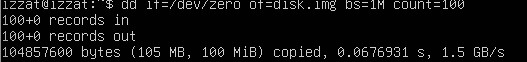 izzat@izzat:~$ dd if=/dev/zero of=disk.img bs=1M count=100
100+0 records in
100+0 records out
104857600 bytes (105 MB, 100 MiB) copied, 0.0676931 s, 1.5 GB/s